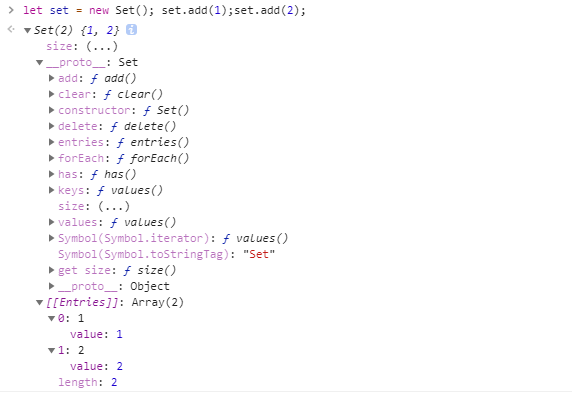 > let set = new Set(); set.add(1);set.add(2);
Set(2) {1, 2} i
size: (...)
__proto__: Set
add: ƒ add()
clear: ƒ clear()
constructor: ƒ Set()
delete: ƒ delete()
entries: ƒ entries()
forEach: ƒ forEach()
has: ƒ has()
keys: ƒ values()
size: (...)
values: ƒ values()
Symbol(Symbol.iterator): ƒ values()
Symbol(Symbol.toStringTag): "Set"
get size: ƒ size()
__proto__: Object
[[Entries]]: Array(2)
0: 1
value: 1
1: 2
value: 2
length: 2